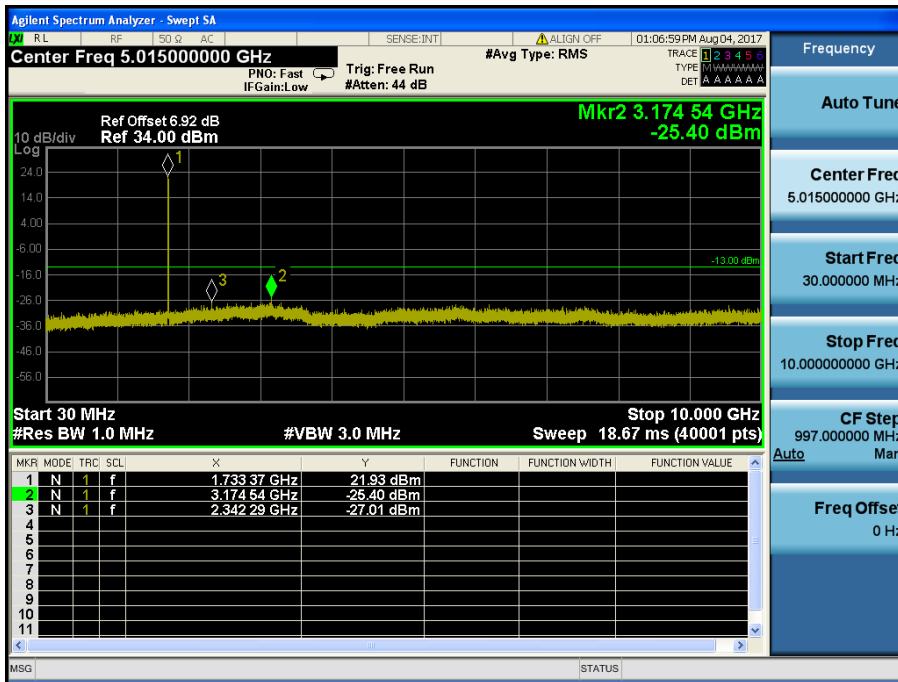 Agilent Spectrum Analyzer - Swept SA
LXI RL RF 50 Ω AC SENSE:INT ALIGN OFF 01:06:59 PM Aug 04, 2017
Center Freq 5.015000000 GHz
PNO: Fast
IFGain:Low
Trig: Free Run
#Atten: 44 dB
#Avg Type: RMS
TRACE 1 2 3 4 5 6
TYPE M WWWWW
DET A A A A A A
Mkr2 3.174 54 GHz
-25.40 dBm
Ref Offset 6.92 dB
Ref 34.00 dBm
10 dB/div
Log
24.0
14.0
4.00
-6.00
-16.0
-26.0
-36.0
-46.0
-56.0
1
2
3
-13.00 dBm
Start 30 MHz
Stop 10.000 GHz
#Res BW 1.0 MHz
#VBW 3.0 MHz
Sweep 18.67 ms (40001 pts)
MKR MODE TRC SCL X Y FUNCTION FUNCTION WIDTH FUNCTION VALUE
1 N 1 f 1.733 37 GHz 21.93 dBm
2 N 1 f 3.174 54 GHz -25.40 dBm
3 N 1 f 2.342 29 GHz -27.01 dBm
4
5
6
7
8
9
10
11
MSG
STATUS
Frequency
Auto Tune
Center Freq
5.015000000 GHz
Start Freq
30.000000 MHz
Stop Freq
10.000000000 GHz
CF Step
997.000000 MHz
Auto Man
Freq Offset
0 Hz